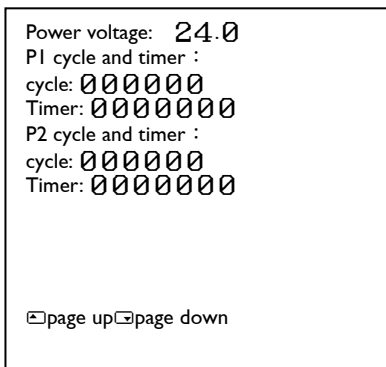 Power voltage: 24.0
P1 cycle and timer：
cycle: 000000
Timer: 0000000
P2 cycle and timer：
cycle: 000000
Timer: 0000000
page up page down